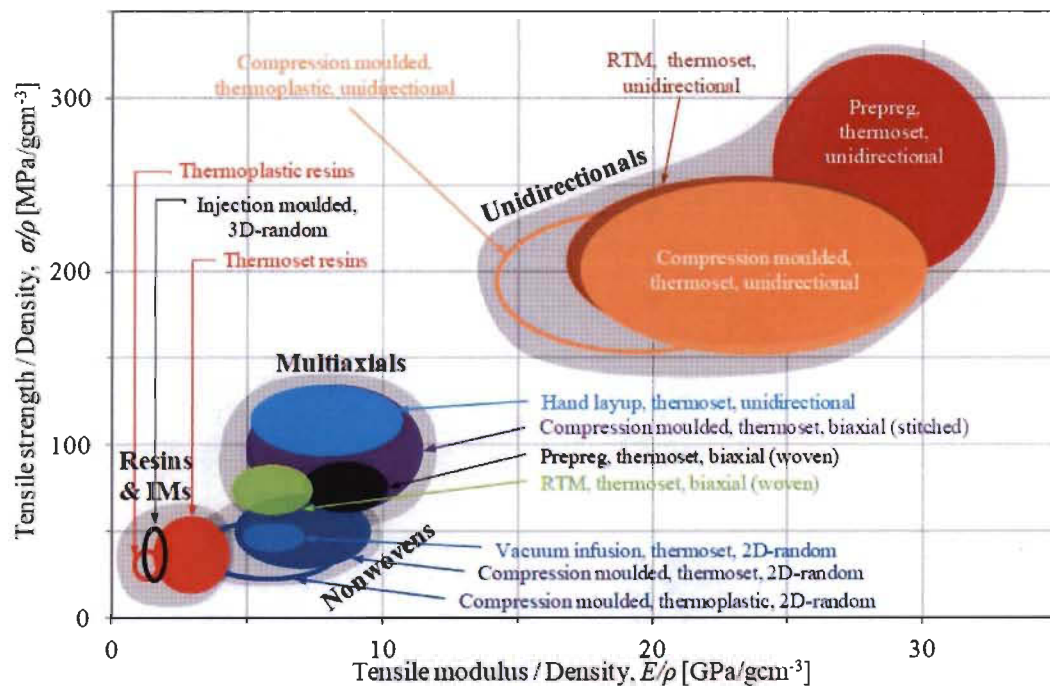 Tensile strength / Density, σ/ρ [MPa/gcm⁻³]
300
200
100
0
Compression moulded,
thermoplastic, unidirectional
RTM, thermoset,
unidirectional
Prepreg,
thermoset,
unidirectional
Unidirectionals
Thermoplastic resins
Injection moulded,
3D-random
Thermoset resins
Compression moulded,
thermoset, unidirectional
Multiaxials
Hand layup, thermoset, unidirectional
Compression moulded, thermoset, biaxial (stitched)
Prepreg, thermoset, biaxial (woven)
RTM, thermoset, biaxial (woven)
Resins
& IMs
Nonwovens
Vacuum infusion, thermoset, 2D-random
Compression moulded, thermoset, 2D-random
Compression moulded, thermoplastic, 2D-random
0
10
20
30
Tensile modulus / Density, E/ρ [GPa/gcm⁻³]